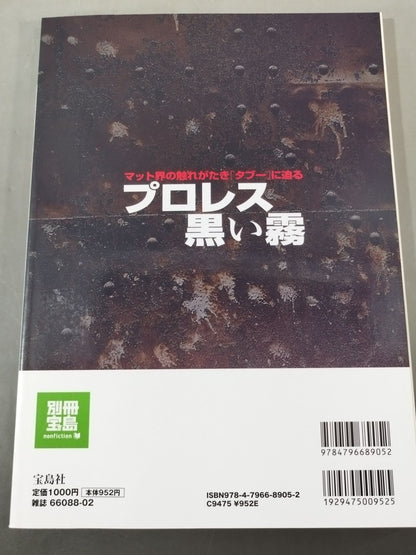 マット界の触れがたき「タブー」に迫る
プロレス
黒い霧
別冊
宝島
nonfiction
9784796689052
宝島社
定価1000円 本体952円
雑誌 66088-02
ISBN978-4-7966-8905-2
C9475 ¥952E
1929475009525